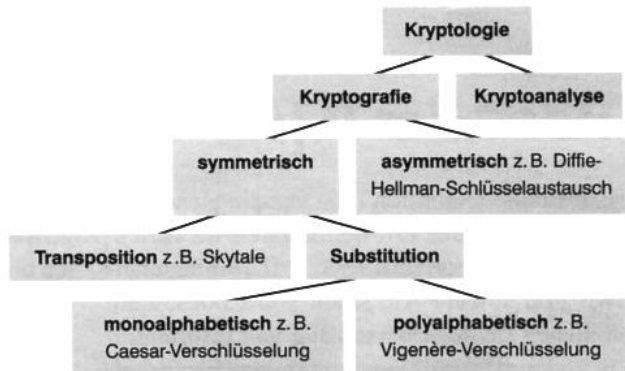 Kryptologie
Kryptografie
Kryptoanalyse
symmetrisch
asymmetrisch z. B. Diffie-
Hellman-Schlüsselaustausch
Transposition z .B. Skytale
Substitution
monoalphabetisch z. B.
Caesar-Verschlüsselung
polyalphabetisch z. B.
Vigenère-Verschlüsselung